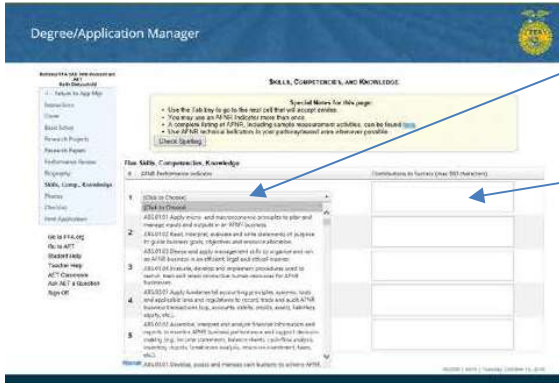 Degree/Application Manager
Return to App Mgr
SKILLS, COMPETENCIES, AND KNOWLEDGE
Instructions
Cover
Basic Setup
Research Projects
Research Papers
Performance Review
Biography
Skills, Comp., Knowledge
Photos
Checklist
Print Application
Go to FFA.org
Go to AET
Student Help
Teacher Help
AET Classroom
Ask AET a Question
Sign Off
Special Notes for this page:
• Use the Tab key to go to the next cell that will accept entries.
• You may use an AFNR indicator more than once
• A complete listing of AFNR, including sample measurement activities, can be found here.
• Use AFNR technical indicators in your pathway/award area whenever possible
Check Spelling
Five Skills, Competencies, Knowledge
# AFNR Performance Indicator
Contributions to Success (max 500 characters)
1 (Click to Choose)
(Click to Choose)
ABS.01.01 Apply micro- and macroeconomic principles to plan and
manage inputs and outputs in an AFNR business.
2 ABS.01.02 Read, interpret, evaluate and write statements of purpose
to guide business goals, objectives and resource allocation.
ABS.01.03 Devise and apply management skills to organize and run
an AFNR business in an efficient, legal and ethical manner.
3 ABS.01.04 Evaluate, develop and implement procedures used to
recruit, train and retain productive human resources for AFNR
businesses.
ABS.02.01 Apply fundamental accounting principles, systems, tools
4 and applicable laws and regulations to record, track and audit AFNR
business transactions (e.g., accounts, debits, credits, assets, liabilities,
equity, etc.).
ABS.02.02 Assemble, interpret and analyze financial information and
reports to monitor AFNR business performance and support decision-
5 making (e.g., income statements, balance sheets, cash-flow analysis,
inventory reports, break-even analysis, return on investment, taxes,
etc.).
ABS.03.01 Develop, assess and manage cash budgets to achieve AFNR